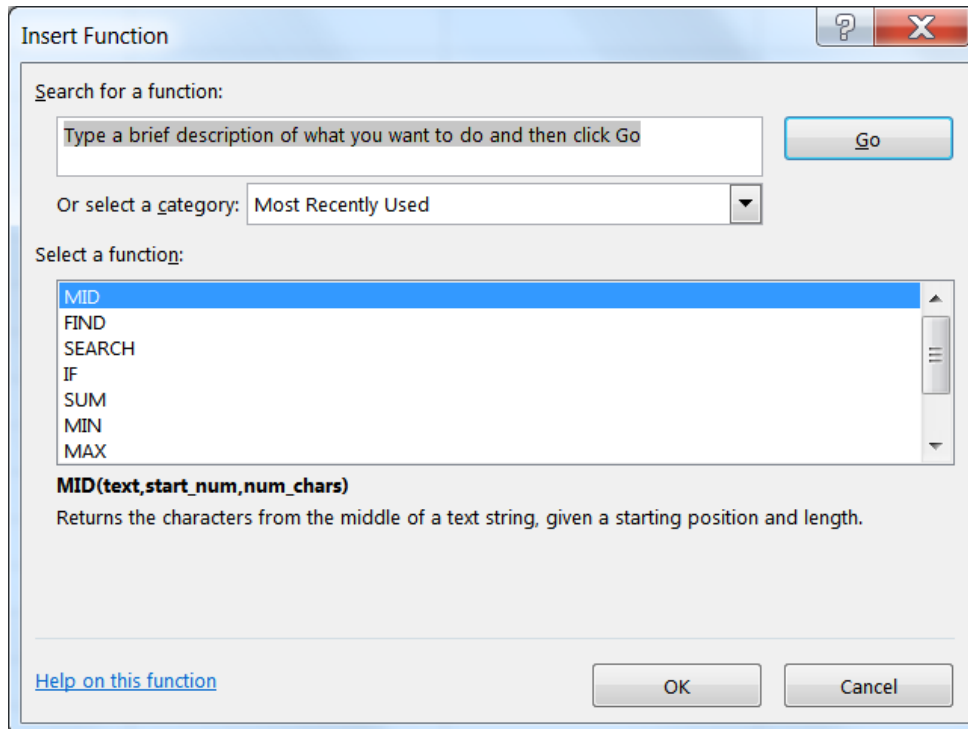 Insert Function
?
X
Search for a function:
Type a brief description of what you want to do and then click Go
Go
Or select a category: Most Recently Used
Select a function:
MID
FIND
SEARCH
IF
SUM
MIN
MAX
MID(text,start_num,num_chars)
Returns the characters from the middle of a text string, given a starting position and length.
Help on this function
OK
Cancel